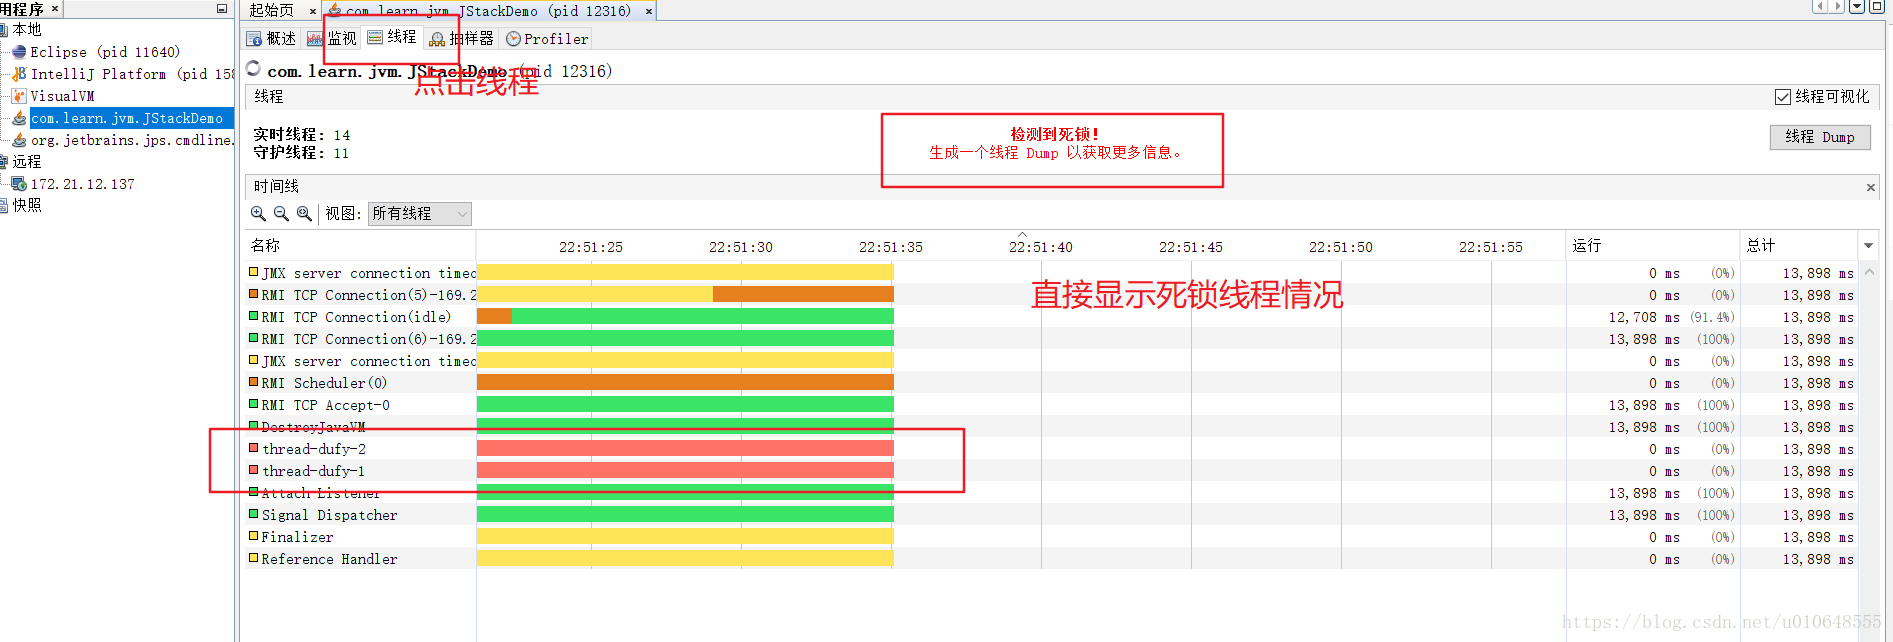 用程序 ×
本地
Eclipse (pid 11640)
IntelliJ Platform (pid 158
VisualVM
com.learn.jvm.JStackDemo
org.jetbrains.jps.cmdline.
远程
172.21.12.137
快照
起始页 × com.learn.jvm.JStackDemo (pid 12316) ×
概述 监视 线程 抽样器 Profiler
com.learn.jvm.JStackDemo (pid 12316)
点击线程
线程
线程可视化
实时线程: 14
守护线程: 11
检测到死锁!
生成一个线程 Dump 以获取更多信息。
线程 Dump
时间线 ×
视图: 所有线程
名称 22:51:25 22:51:30 22:51:35 22:51:40 22:51:45 22:51:50 22:51:55 运行 总计
JMX server connection timeo 0 ms (0%) 13,898 ms
RMI TCP Connection(5)-169.2 0 ms (0%) 13,898 ms
直接显示死锁线程情况
RMI TCP Connection(idle) 12,708 ms (91.4%) 13,898 ms
RMI TCP Connection(6)-169.2 13,898 ms (100%) 13,898 ms
JMX server connection timeo 0 ms (0%) 13,898 ms
RMI Scheduler(0) 0 ms (0%) 13,898 ms
RMI TCP Accept-0 13,898 ms (100%) 13,898 ms
DestroyJavaVM 13,898 ms (100%) 13,898 ms
thread-dufy-2 0 ms (0%) 13,898 ms
thread-dufy-1 0 ms (0%) 13,898 ms
Attach Listener 13,898 ms (100%) 13,898 ms
Signal Dispatcher 13,898 ms (100%) 13,898 ms
Finalizer 0 ms (0%) 13,898 ms
Reference Handler 0 ms (0%) 13,898 ms
https://blog.csdn.net/u010648555